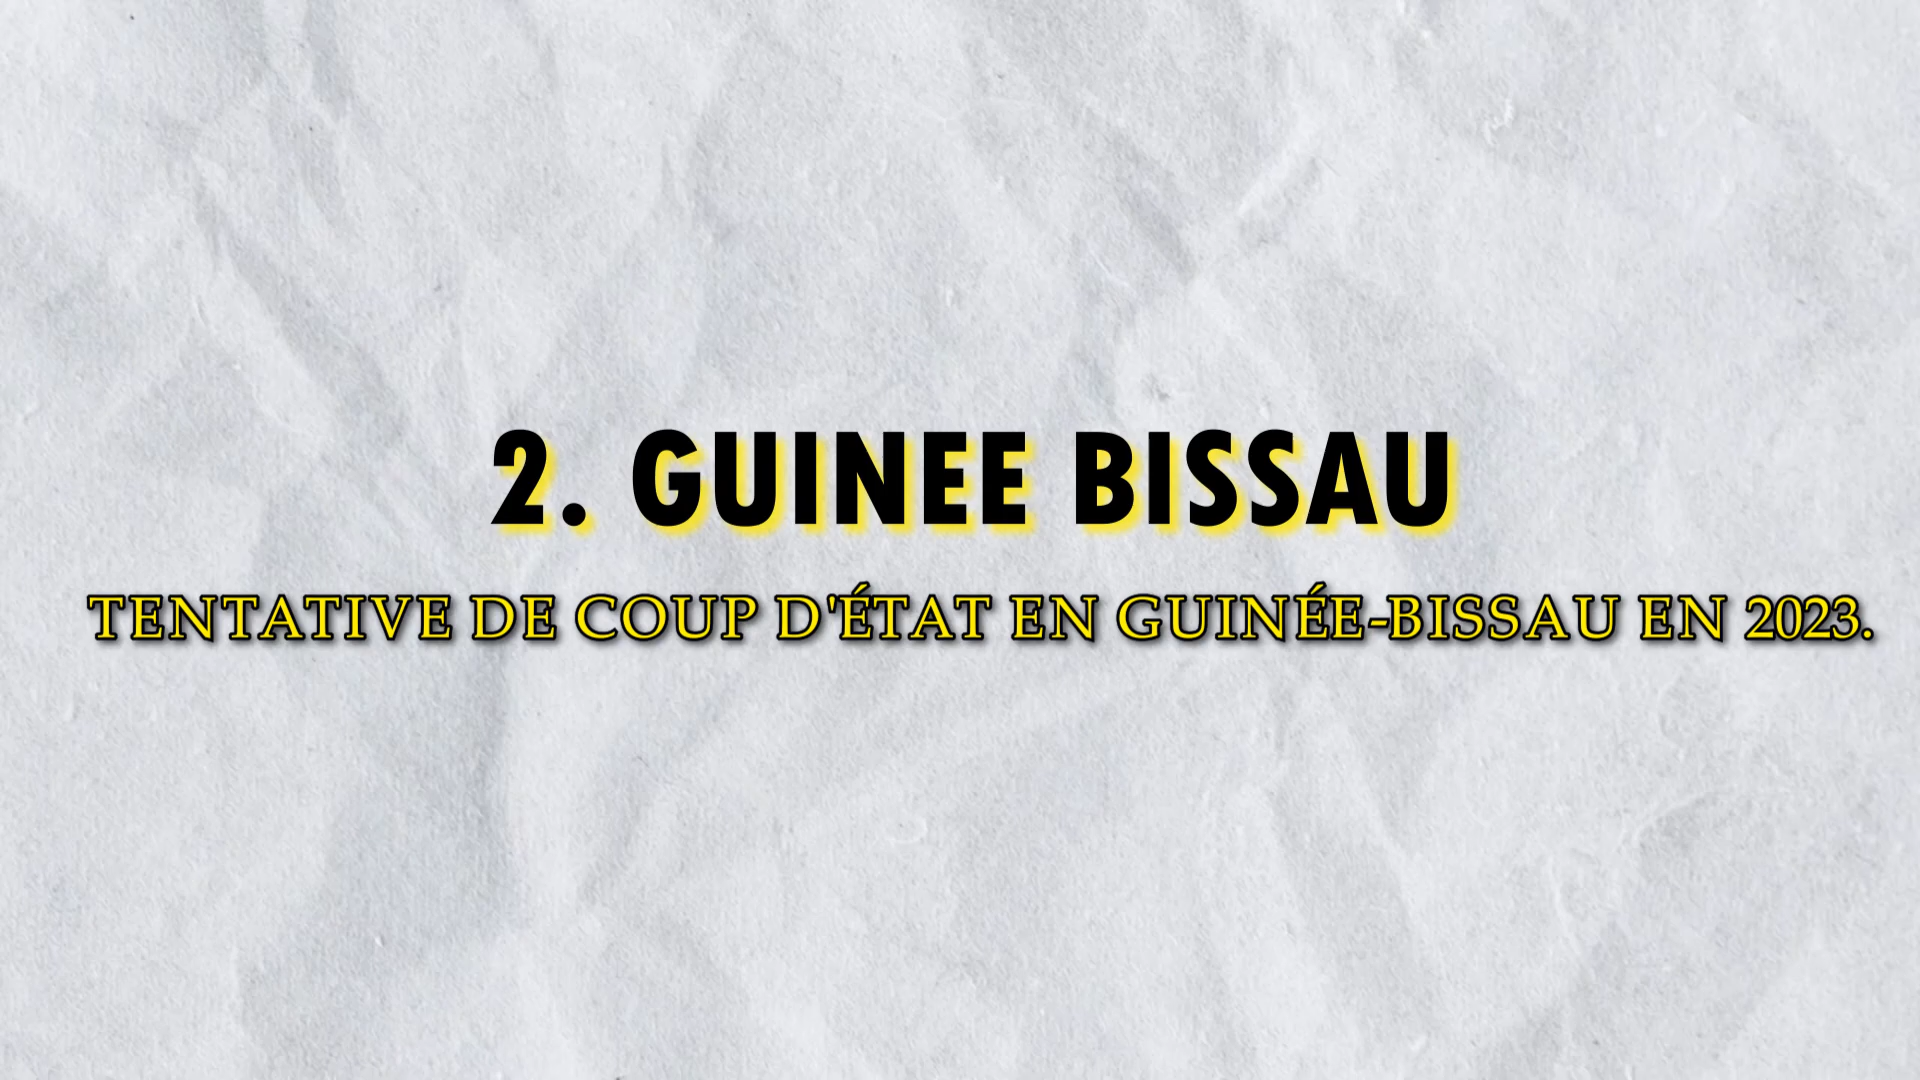 2. GUINEE BISSAU
TENTATIVE DE COUP D'ÉTAT EN GUINÉE-BISSAU EN 2023.